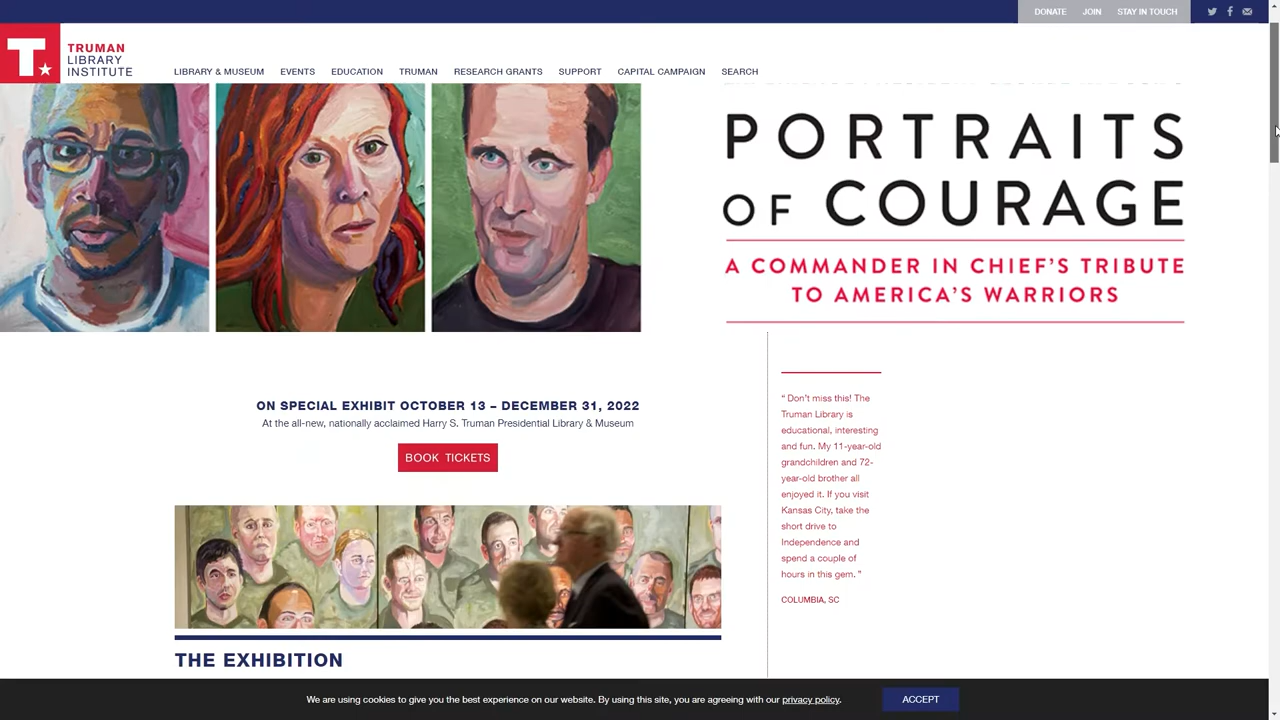 DONATE JOIN STAY IN TOUCH
T.
TRUMAN
LIBRARY
INSTITUTE
LIBRARY & MUSEUM EVENTS EDUCATION TRUMAN RESEARCH GRANTS SUPPORT CAPITAL CAMPAIGN SEARCH
PORTRAITS
OF COURAGE
A COMMANDER IN CHIEF'S TRIBUTE
TO AMERICA'S WARRIORS
ON SPECIAL EXHIBIT OCTOBER 13 – DECEMBER 31, 2022
At the all-new, nationally acclaimed Harry S. Truman Presidential Library & Museum
BOOK TICKETS
THE EXHIBITION
“ Don’t miss this! The
Truman Library is
educational, interesting
and fun. My 11-year-old
grandchildren and 72-
year-old brother all
enjoyed it. If you visit
Kansas City, take the
short drive to
Independence and
spend a couple of
hours in this gem. ”
COLUMBIA, SC
We are using cookies to give you the best experience on our website. By using this site, you are agreeing with our privacy policy.
ACCEPT